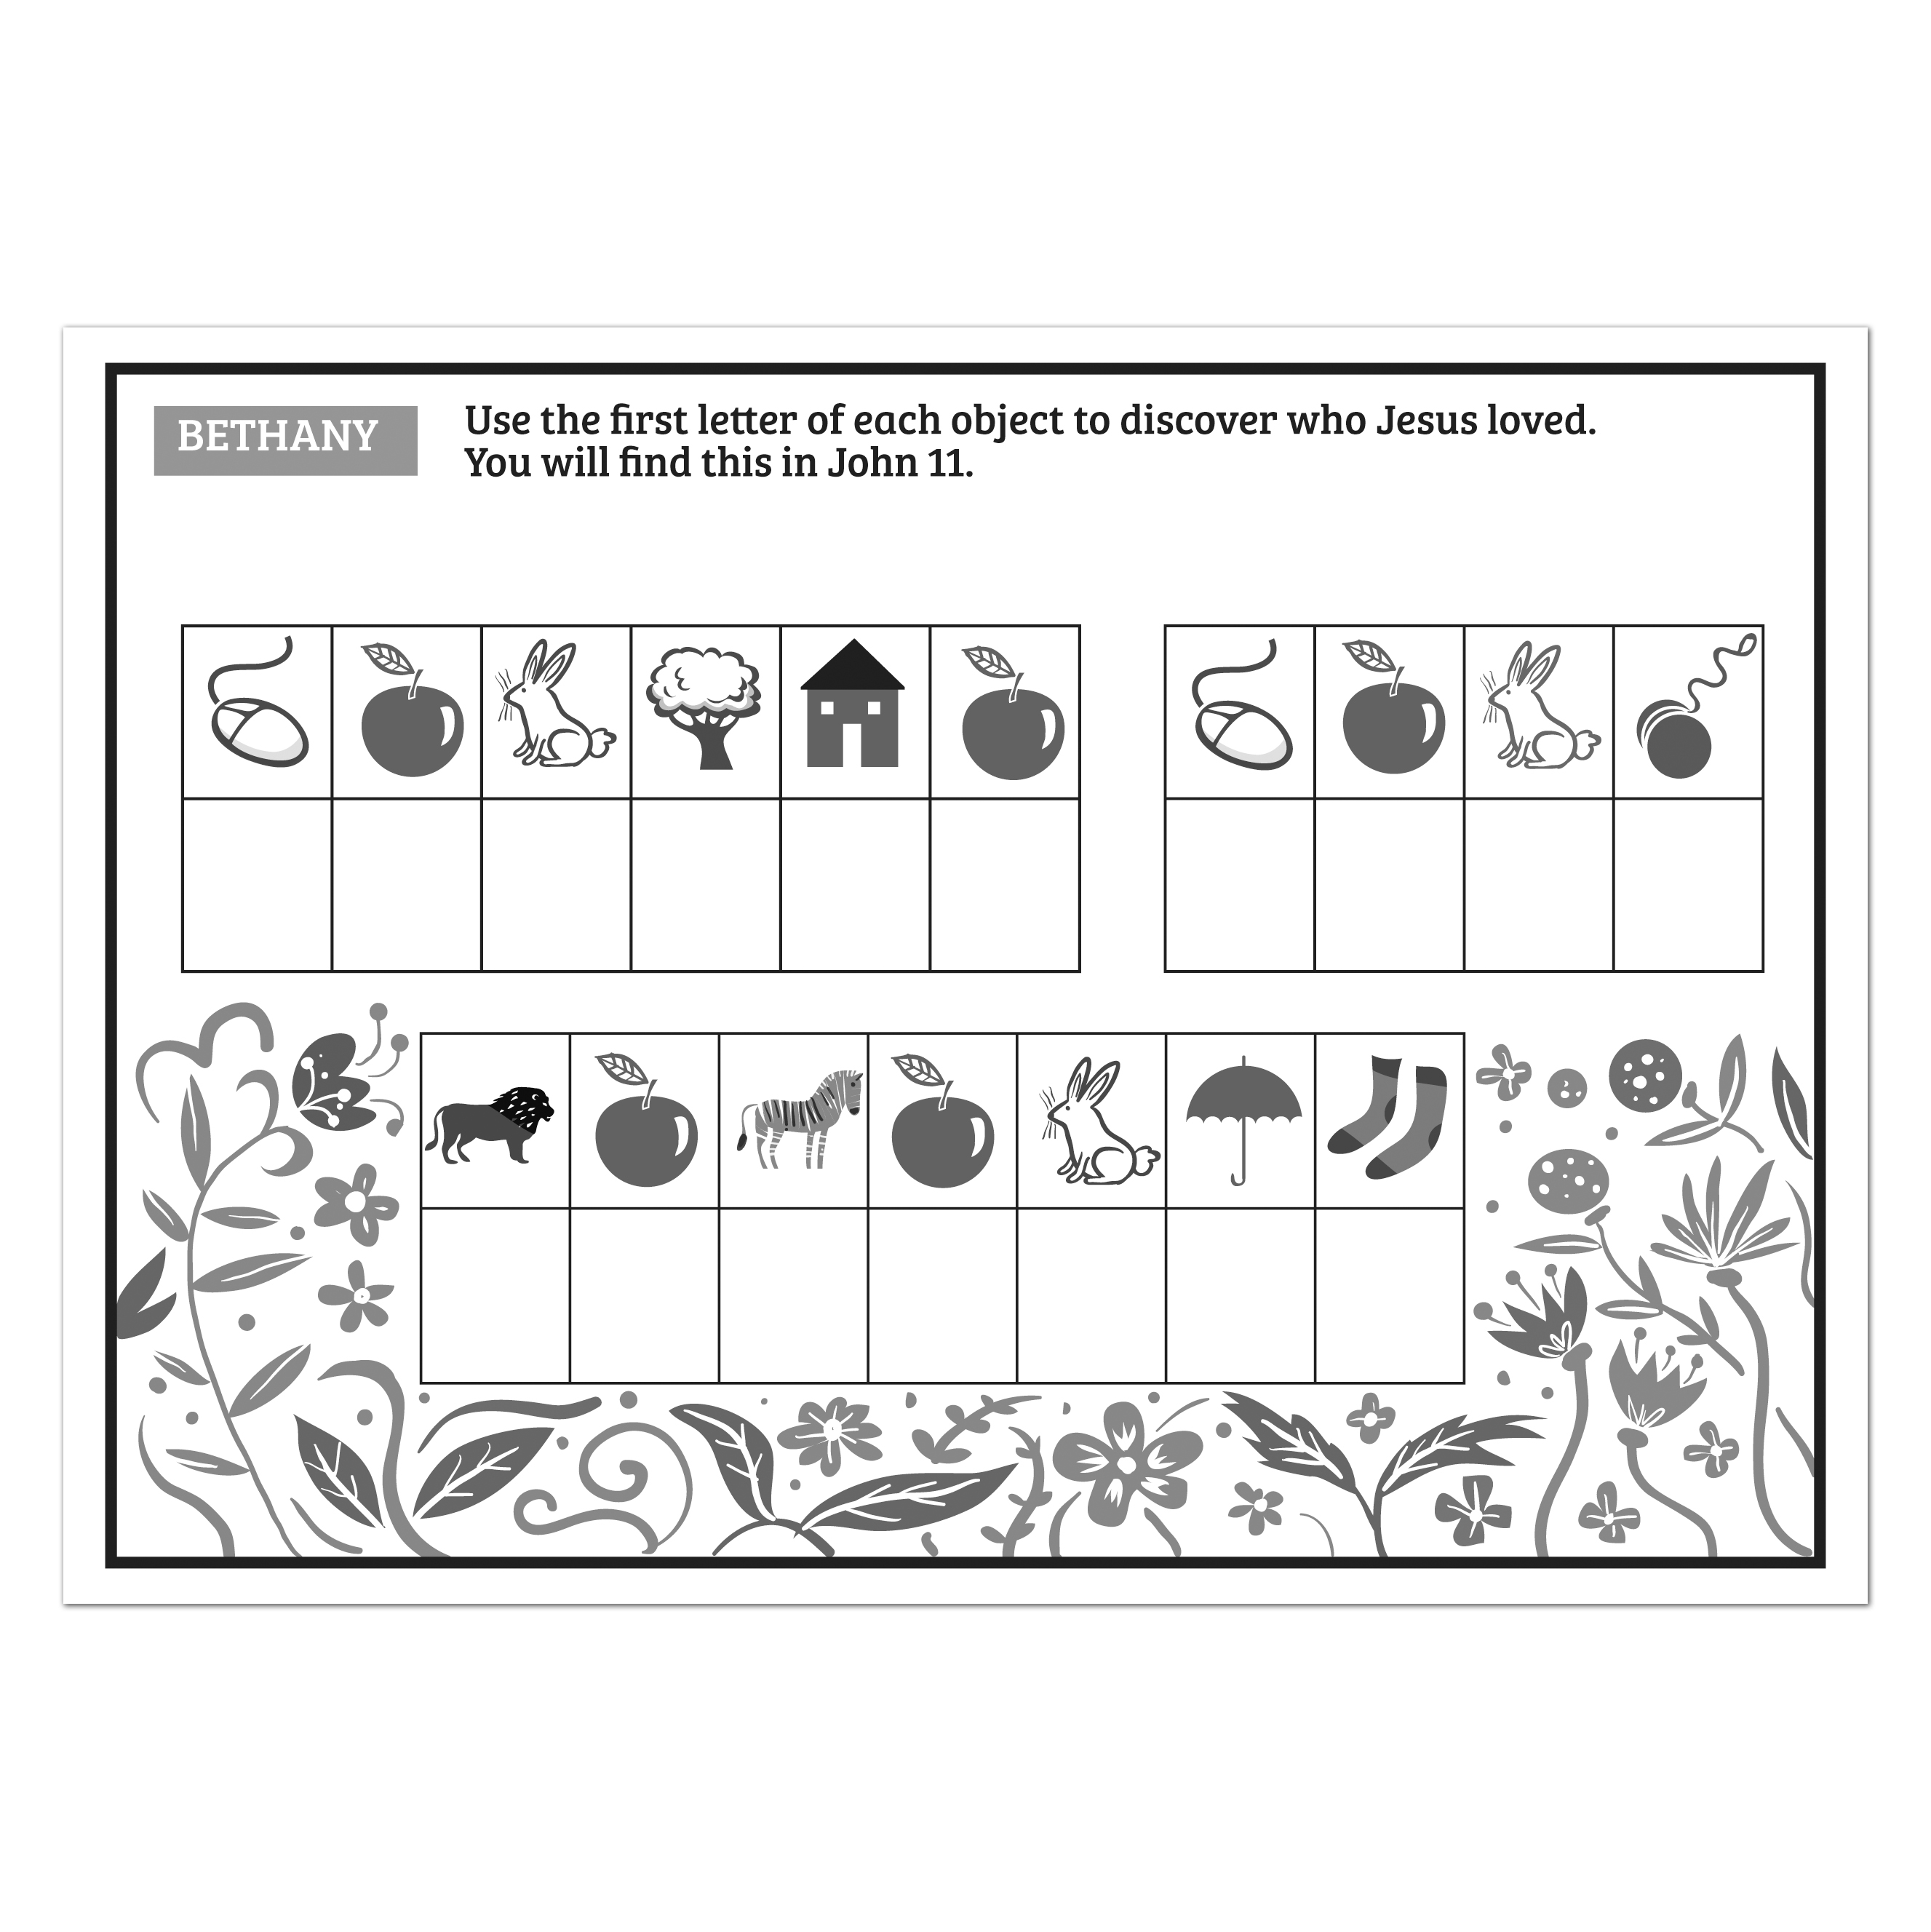 BETHANY
Use the first letter of each object to discover who Jesus loved.
You will find this in John 11.